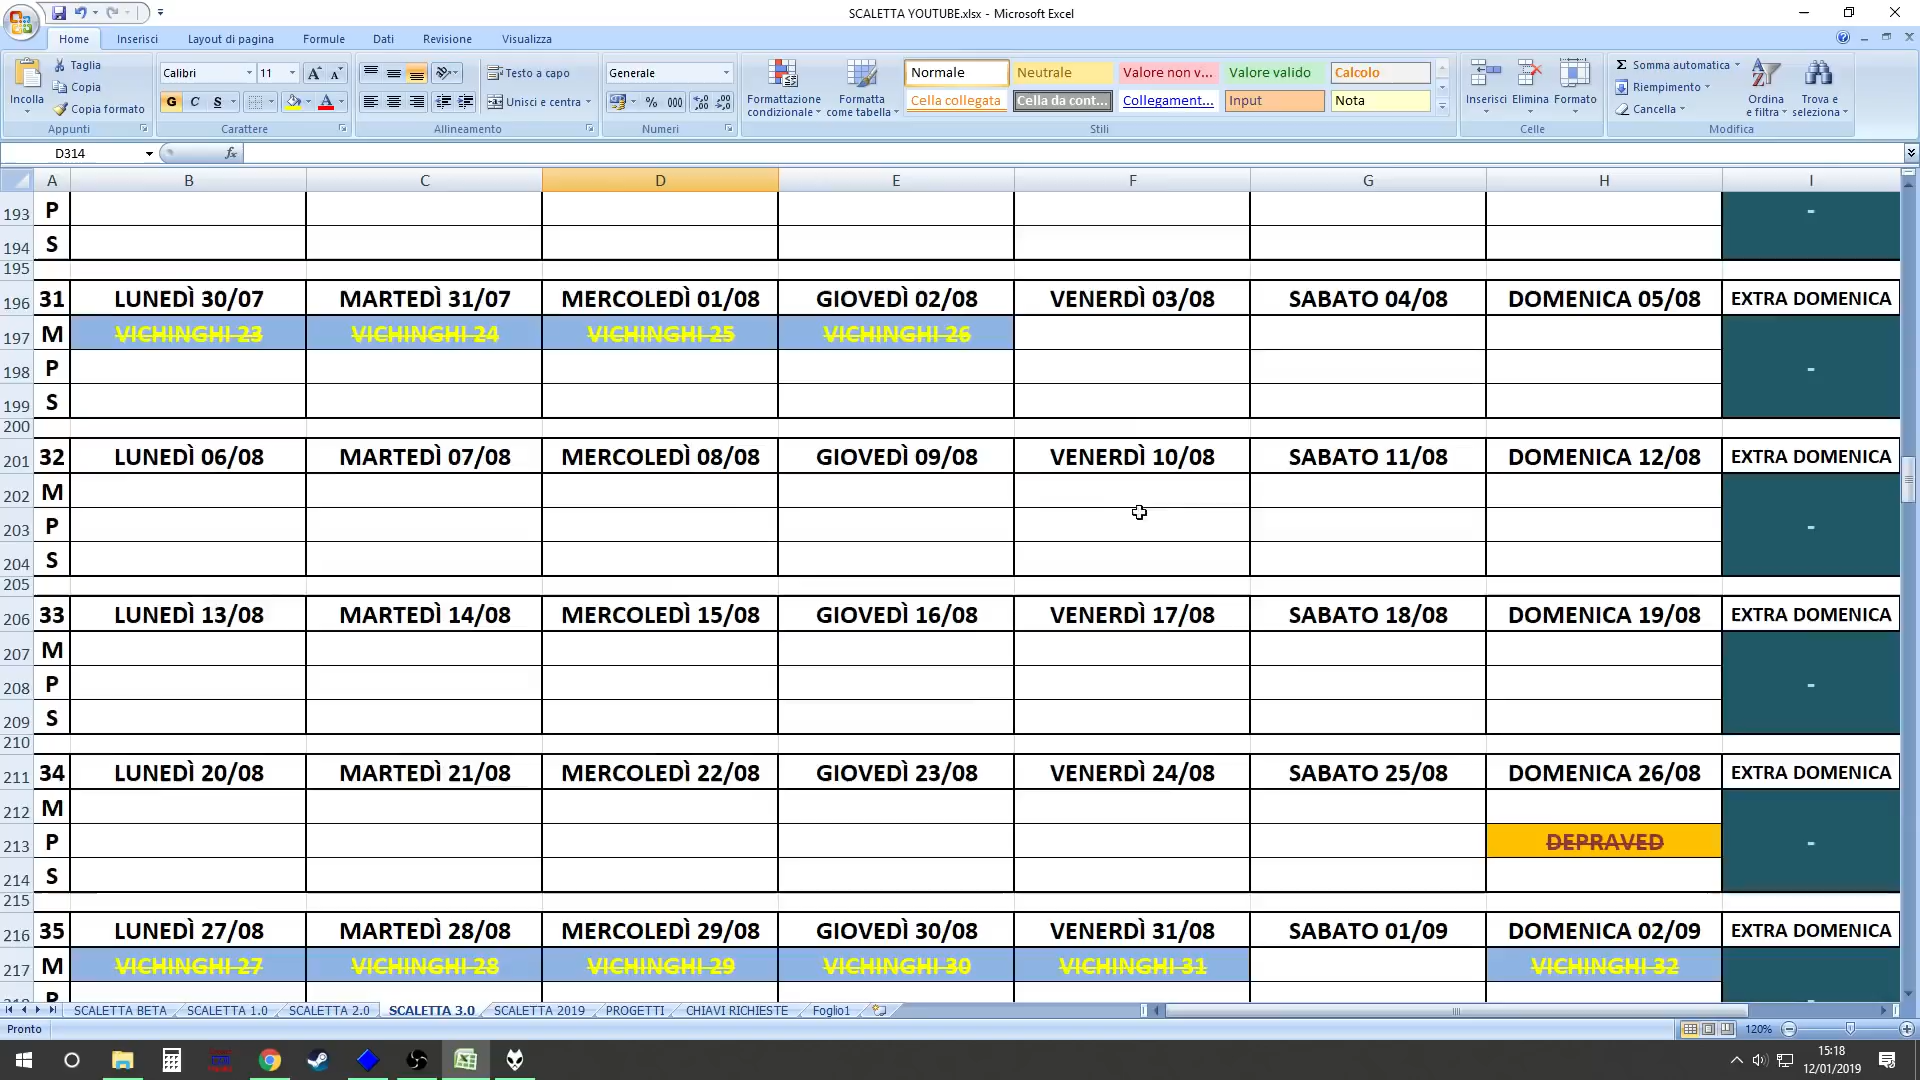 SCALETTA YOUTUBE.xlsx - Microsoft Excel
Home Inserisci Layout di pagina Formule Dati Revisione Visualizza
Incolla Taglia Copia Copia formato Appunti
Calibri 11 G C S A A A Carattere
Testo a capo Unisci e centra Allineamento
Generale % 000 Numeri
Formattazione condizionale Formatta come tabella
Normale Neutrale Valore non v... Valore valido Calcolo
Cella collegata Cella da cont... Collegament... Input Nota
Stili
Inserisci Elimina Formato Celle
Σ Somma automatica Riempimento Cancella Ordina e filtra Trova e seleziona Modifica
D314 fx
A B C D E F G H I
193 P -
194 S
195
196 31 LUNEDÌ 30/07 MARTEDÌ 31/07 MERCOLEDÌ 01/08 GIOVEDÌ 02/08 VENERDÌ 03/08 SABATO 04/08 DOMENICA 05/08 EXTRA DOMENICA
197 M VICHINGHI 23 VICHINGHI 24 VICHINGHI 25 VICHINGHI 26
198 P -
199 S
200
201 32 LUNEDÌ 06/08 MARTEDÌ 07/08 MERCOLEDÌ 08/08 GIOVEDÌ 09/08 VENERDÌ 10/08 SABATO 11/08 DOMENICA 12/08 EXTRA DOMENICA
202 M
203 P -
204 S
205
206 33 LUNEDÌ 13/08 MARTEDÌ 14/08 MERCOLEDÌ 15/08 GIOVEDÌ 16/08 VENERDÌ 17/08 SABATO 18/08 DOMENICA 19/08 EXTRA DOMENICA
207 M
208 P -
209 S
210
211 34 LUNEDÌ 20/08 MARTEDÌ 21/08 MERCOLEDÌ 22/08 GIOVEDÌ 23/08 VENERDÌ 24/08 SABATO 25/08 DOMENICA 26/08 EXTRA DOMENICA
212 M
213 P DEPRAVED -
214 S
215
216 35 LUNEDÌ 27/08 MARTEDÌ 28/08 MERCOLEDÌ 29/08 GIOVEDÌ 30/08 VENERDÌ 31/08 SABATO 01/09 DOMENICA 02/09 EXTRA DOMENICA
217 M VICHINGHI 27 VICHINGHI 28 VICHINGHI 29 VICHINGHI 30 VICHINGHI 31 VICHINGHI 32
SCALETTA BETA SCALETTA 1.0 SCALETTA 2.0 SCALETTA 3.0 SCALETTA 2019 PROGETTI CHIAVI RICHIESTE Foglio1
Pronto 120%
15:18
12/01/2019